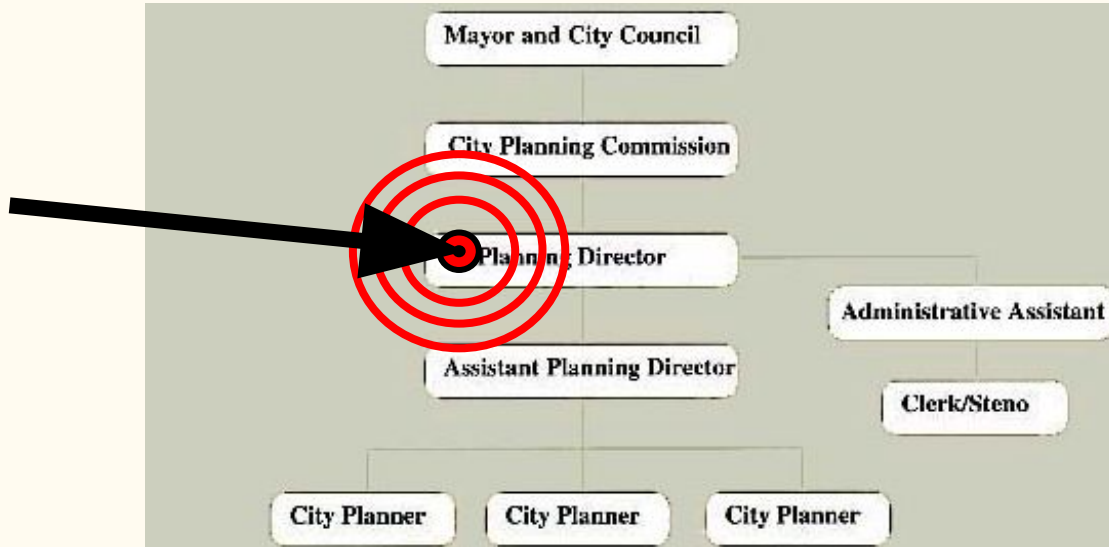 Mayor and City Council
City Planning Commission
Planning Director
Administrative Assistant
Assistant Planning Director
Clerk/Steno
City Planner
City Planner
City Planner